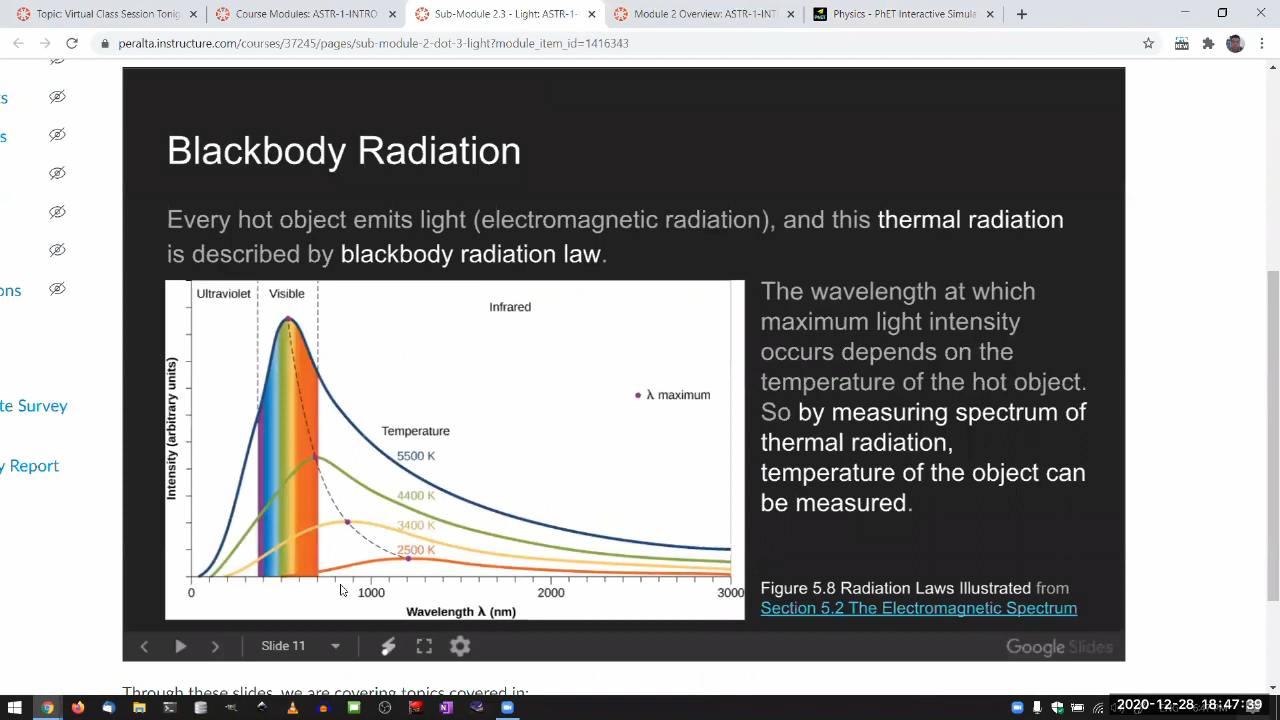 Topic: Virtual Classession Tonig
Resource Videos: ASTR-1-INTRO
Sub-Module 2.3 - Light: ASTR-1-
Module 2 Overview: ASTR-1-INT
Physics - PhET Interactive Simula
peralta.instructure.com/courses/37245/pages/sub-module-2-dot-3-light?module_item_id=1416343
Blackbody Radiation
Every hot object emits light (electromagnetic radiation), and this thermal radiation
is described by blackbody radiation law.
Ultraviolet
Visible
Infrared
λ maximum
Temperature
5500 K
4400 K
3400 K
2500 K
Intensity (arbitrary units)
0
1000
2000
3000
Wavelength λ (nm)
The wavelength at which
maximum light intensity
occurs depends on the
temperature of the hot object.
So by measuring spectrum of
thermal radiation,
temperature of the object can
be measured.
Figure 5.8 Radiation Laws Illustrated from
Section 5.2 The Electromagnetic Spectrum
Slide 11
Google Slides
ts
s
ons
te Survey
y Report
Through these slides, we are covering topics covered in:
2020-12-28 18:47:39